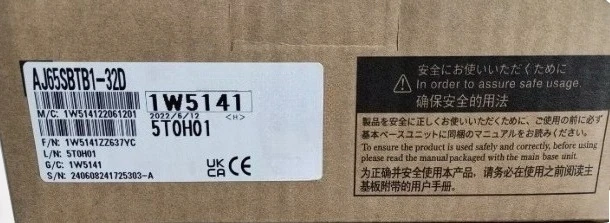 AJ65SBTB1-32D
M/C: 1W514122061201
F/N: 1W5141ZZ637YC
L/N: 5T0H01
G/C: 1W5141
S/N: 240608241725303-A
1W5141
2022/6/12 <H>
5T0H01
UK
CA CE
安全にお使いいただくために
In order to assure safe usage.
确保安全的用法
製品を安全に正しくお使いいただくために、ご使用の前に必ず
基本ベースユニットに同梱のマニュアルをお読みください。
To ensure the product is used safely and correctly, before using
please read the manual packaged with the main base unit.
为正确并安全使用本产品，请务必在使用之前阅读主
基板附带的用户手册.